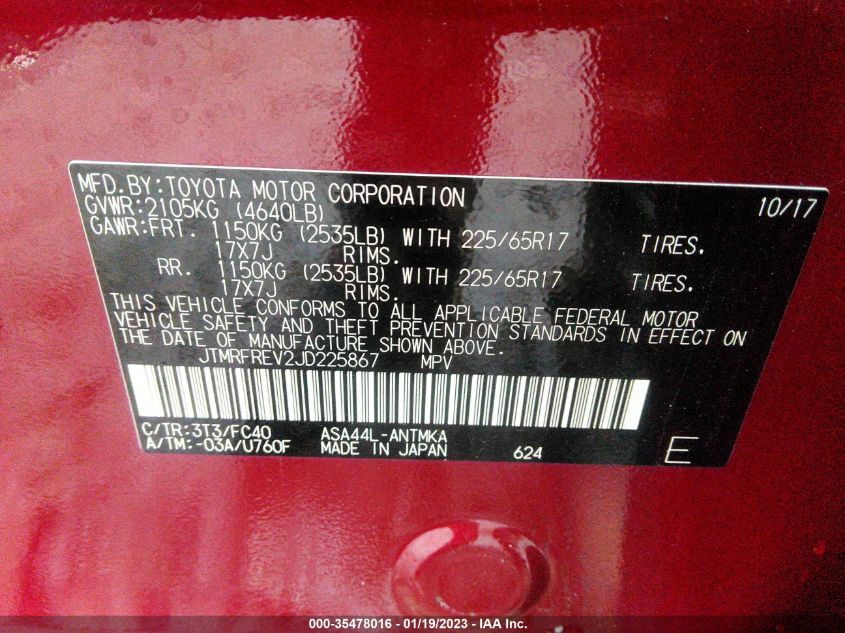 MFD.BY:TOYOTA MOTOR CORPORATION 10/17
GVWR:2105KG (4640LB)
GAWR:FRT. 1150KG (2535LB) WITH 225/65R17 TIRES.
17X7J RIMS.
RR. 1150KG (2535LB) WITH 225/65R17 TIRES.
17X7J RIMS.
THIS VEHICLE CONFORMS TO ALL APPLICABLE FEDERAL MOTOR
VEHICLE SAFETY AND THEFT PREVENTION STANDARDS IN EFFECT ON
THE DATE OF MANUFACTURE SHOWN ABOVE.
JTMRFREV2JD225867 MPV
C/TR:3T3/FC40 ASA44L-ANTMKA
A/TM:-03A/U760F MADE IN JAPAN 624 E
000-35478016 - 01/19/2023 - IAA Inc.